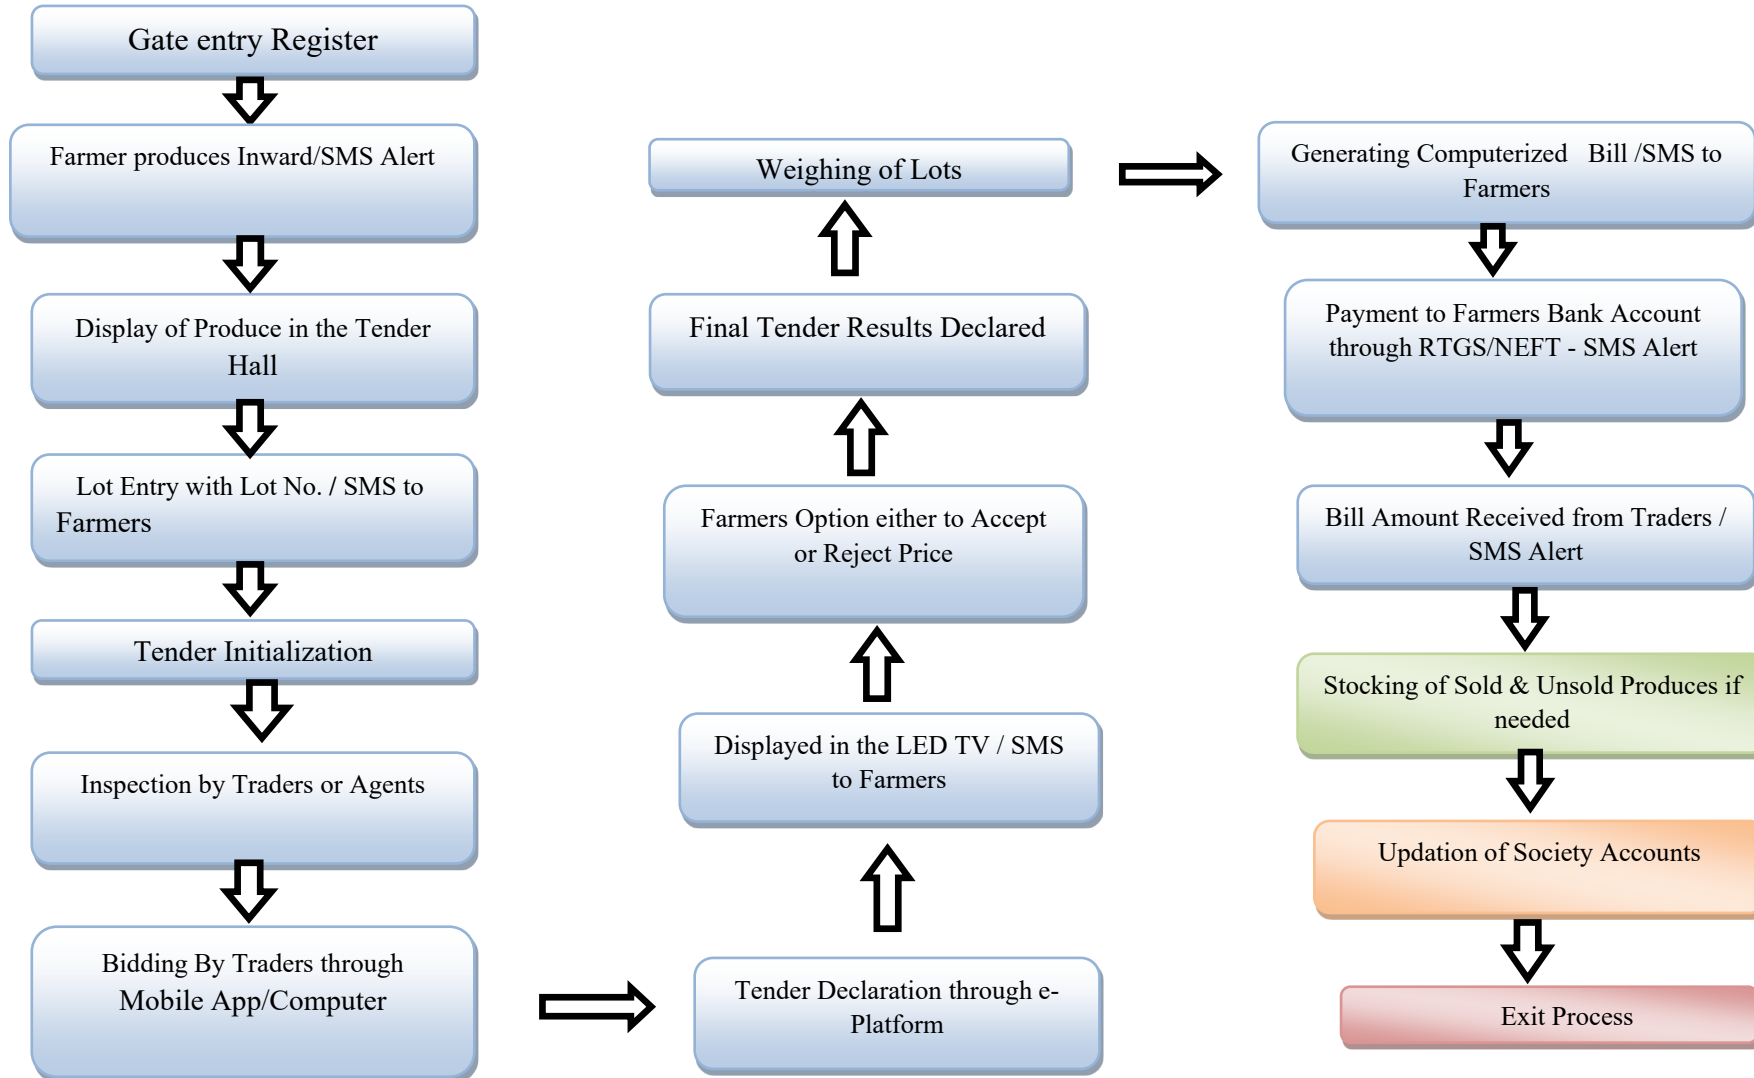 Gate entry Register
Farmer produces Inward/SMS Alert
Display of Produce in the Tender
Hall
Lot Entry with Lot No. / SMS to
Farmers
Tender Initialization
Inspection by Traders or Agents
Bidding By Traders through
Mobile App/Computer
Tender Declaration through e-
Platform
Displayed in the LED TV / SMS
to Farmers
Farmers Option either to Accept
or Reject Price
Final Tender Results Declared
Weighing of Lots
Generating Computerized   Bill /SMS to
Farmers
Payment to Farmers Bank Account
through RTGS/NEFT - SMS Alert
Bill Amount Received from Traders /
SMS Alert
Stocking of Sold & Unsold Produces if
needed
Updation of Society Accounts
Exit Process